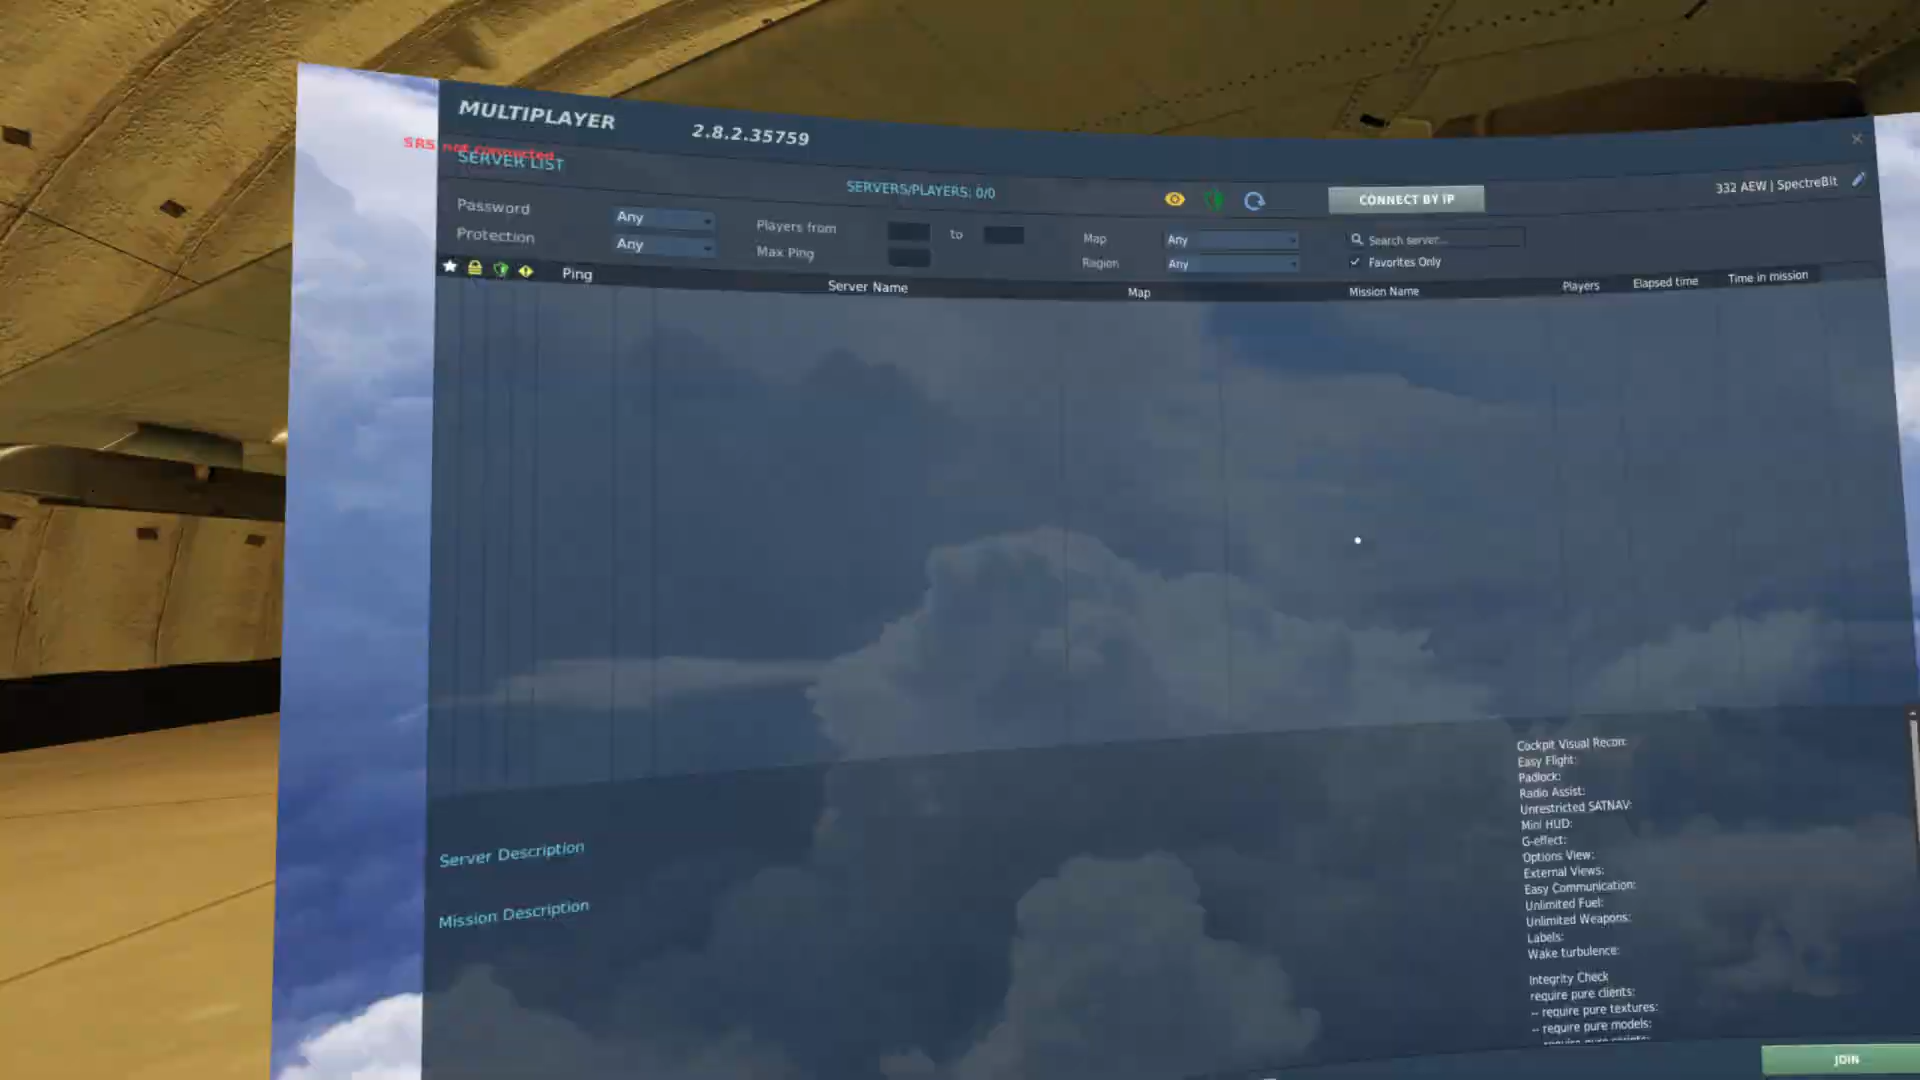 MULTIPLAYER 2.8.2.35759
SRS not connected
SERVER LIST
SERVERS/PLAYERS: 0/0
CONNECT BY IP
332 AEW | SpectreBit
Password Any
Players from to
Map Any
Search server...
Protection Any
Max Ping
Region Any
Favorites Only
Ping Server Name Map Mission Name Players Elapsed time Time in mission
Cockpit Visual Recon:
Easy Flight:
Padlock:
Radio Assist:
Unrestricted SATNAV:
Mini HUD:
G-effect:
Options View:
External Views:
Easy Communication:
Unlimited Fuel:
Unlimited Weapons:
Labels:
Wake turbulence:
Integrity Check
require pure clients:
-- require pure textures:
-- require pure models:
Server Description
Mission Description
JOIN